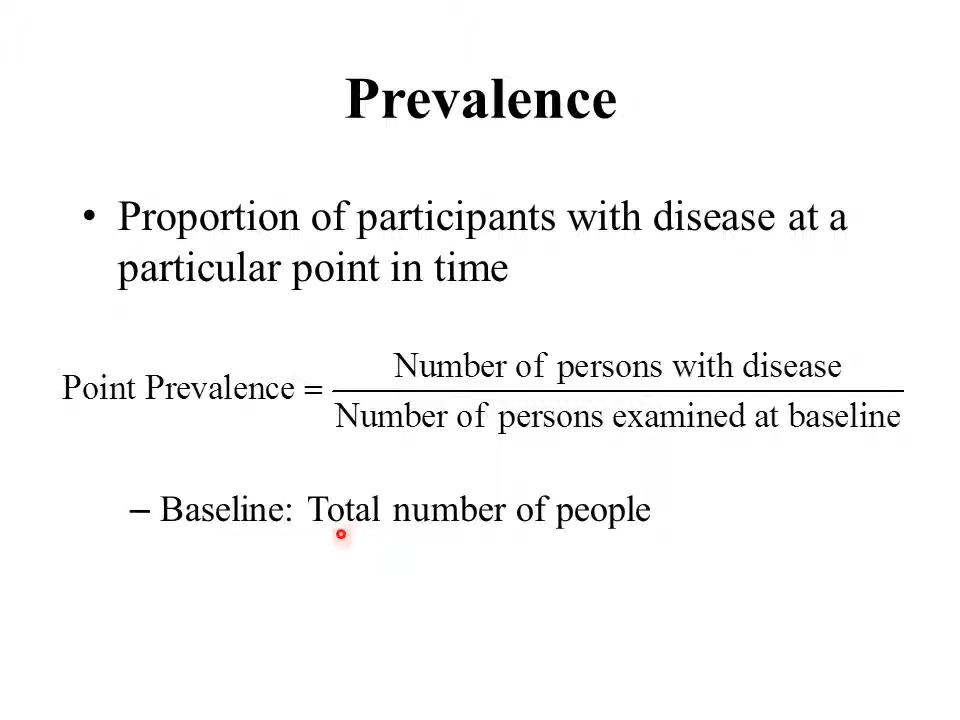 Prevalence
• Proportion of participants with disease at a
particular point in time
Point Prevalence = Number of persons with disease
Number of persons examined at baseline
– Baseline: Total number of people